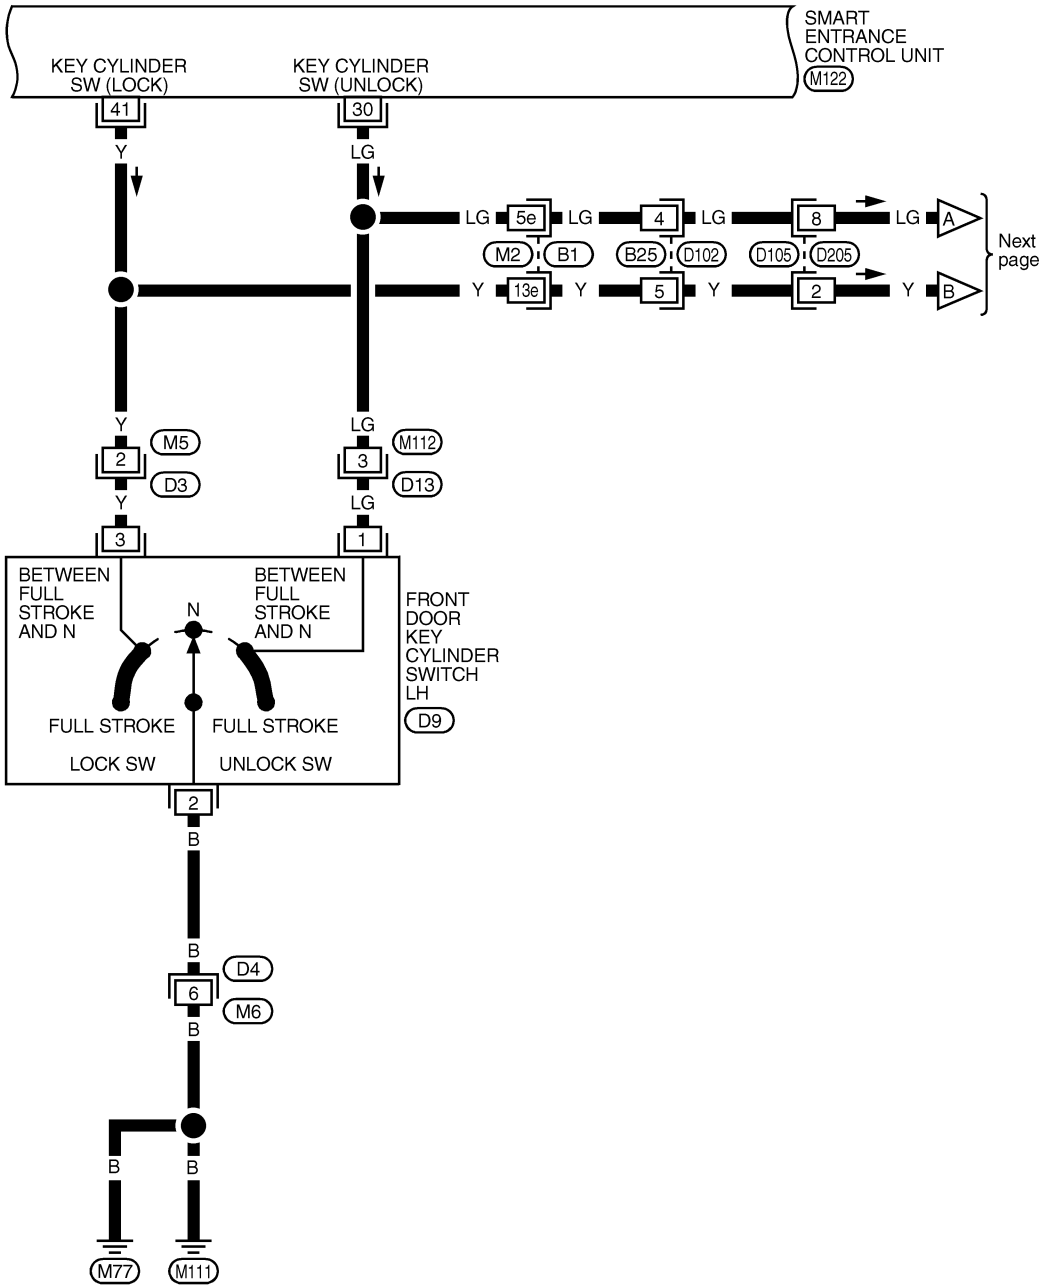 SMART
ENTRANCE
CONTROL UNIT
M122
KEY CYLINDER
SW (LOCK)
KEY CYLINDER
SW (UNLOCK)
41
30
Y
LG
LG
5e
LG
4
LG
8
LG
A
M2
B1
B25
D102
D105
D205
Next
page
Y
13e
Y
5
Y
2
Y
B
Y
LG
M5
M112
2
3
D3
D13
Y
LG
3
1
BETWEEN
FULL
STROKE
AND N
BETWEEN
FULL
STROKE
AND N
N
FRONT
DOOR
KEY
CYLINDER
SWITCH
LH
D9
FULL STROKE
FULL STROKE
LOCK SW
UNLOCK SW
2
B
B
D4
6
M6
B
B
B
M77
M111